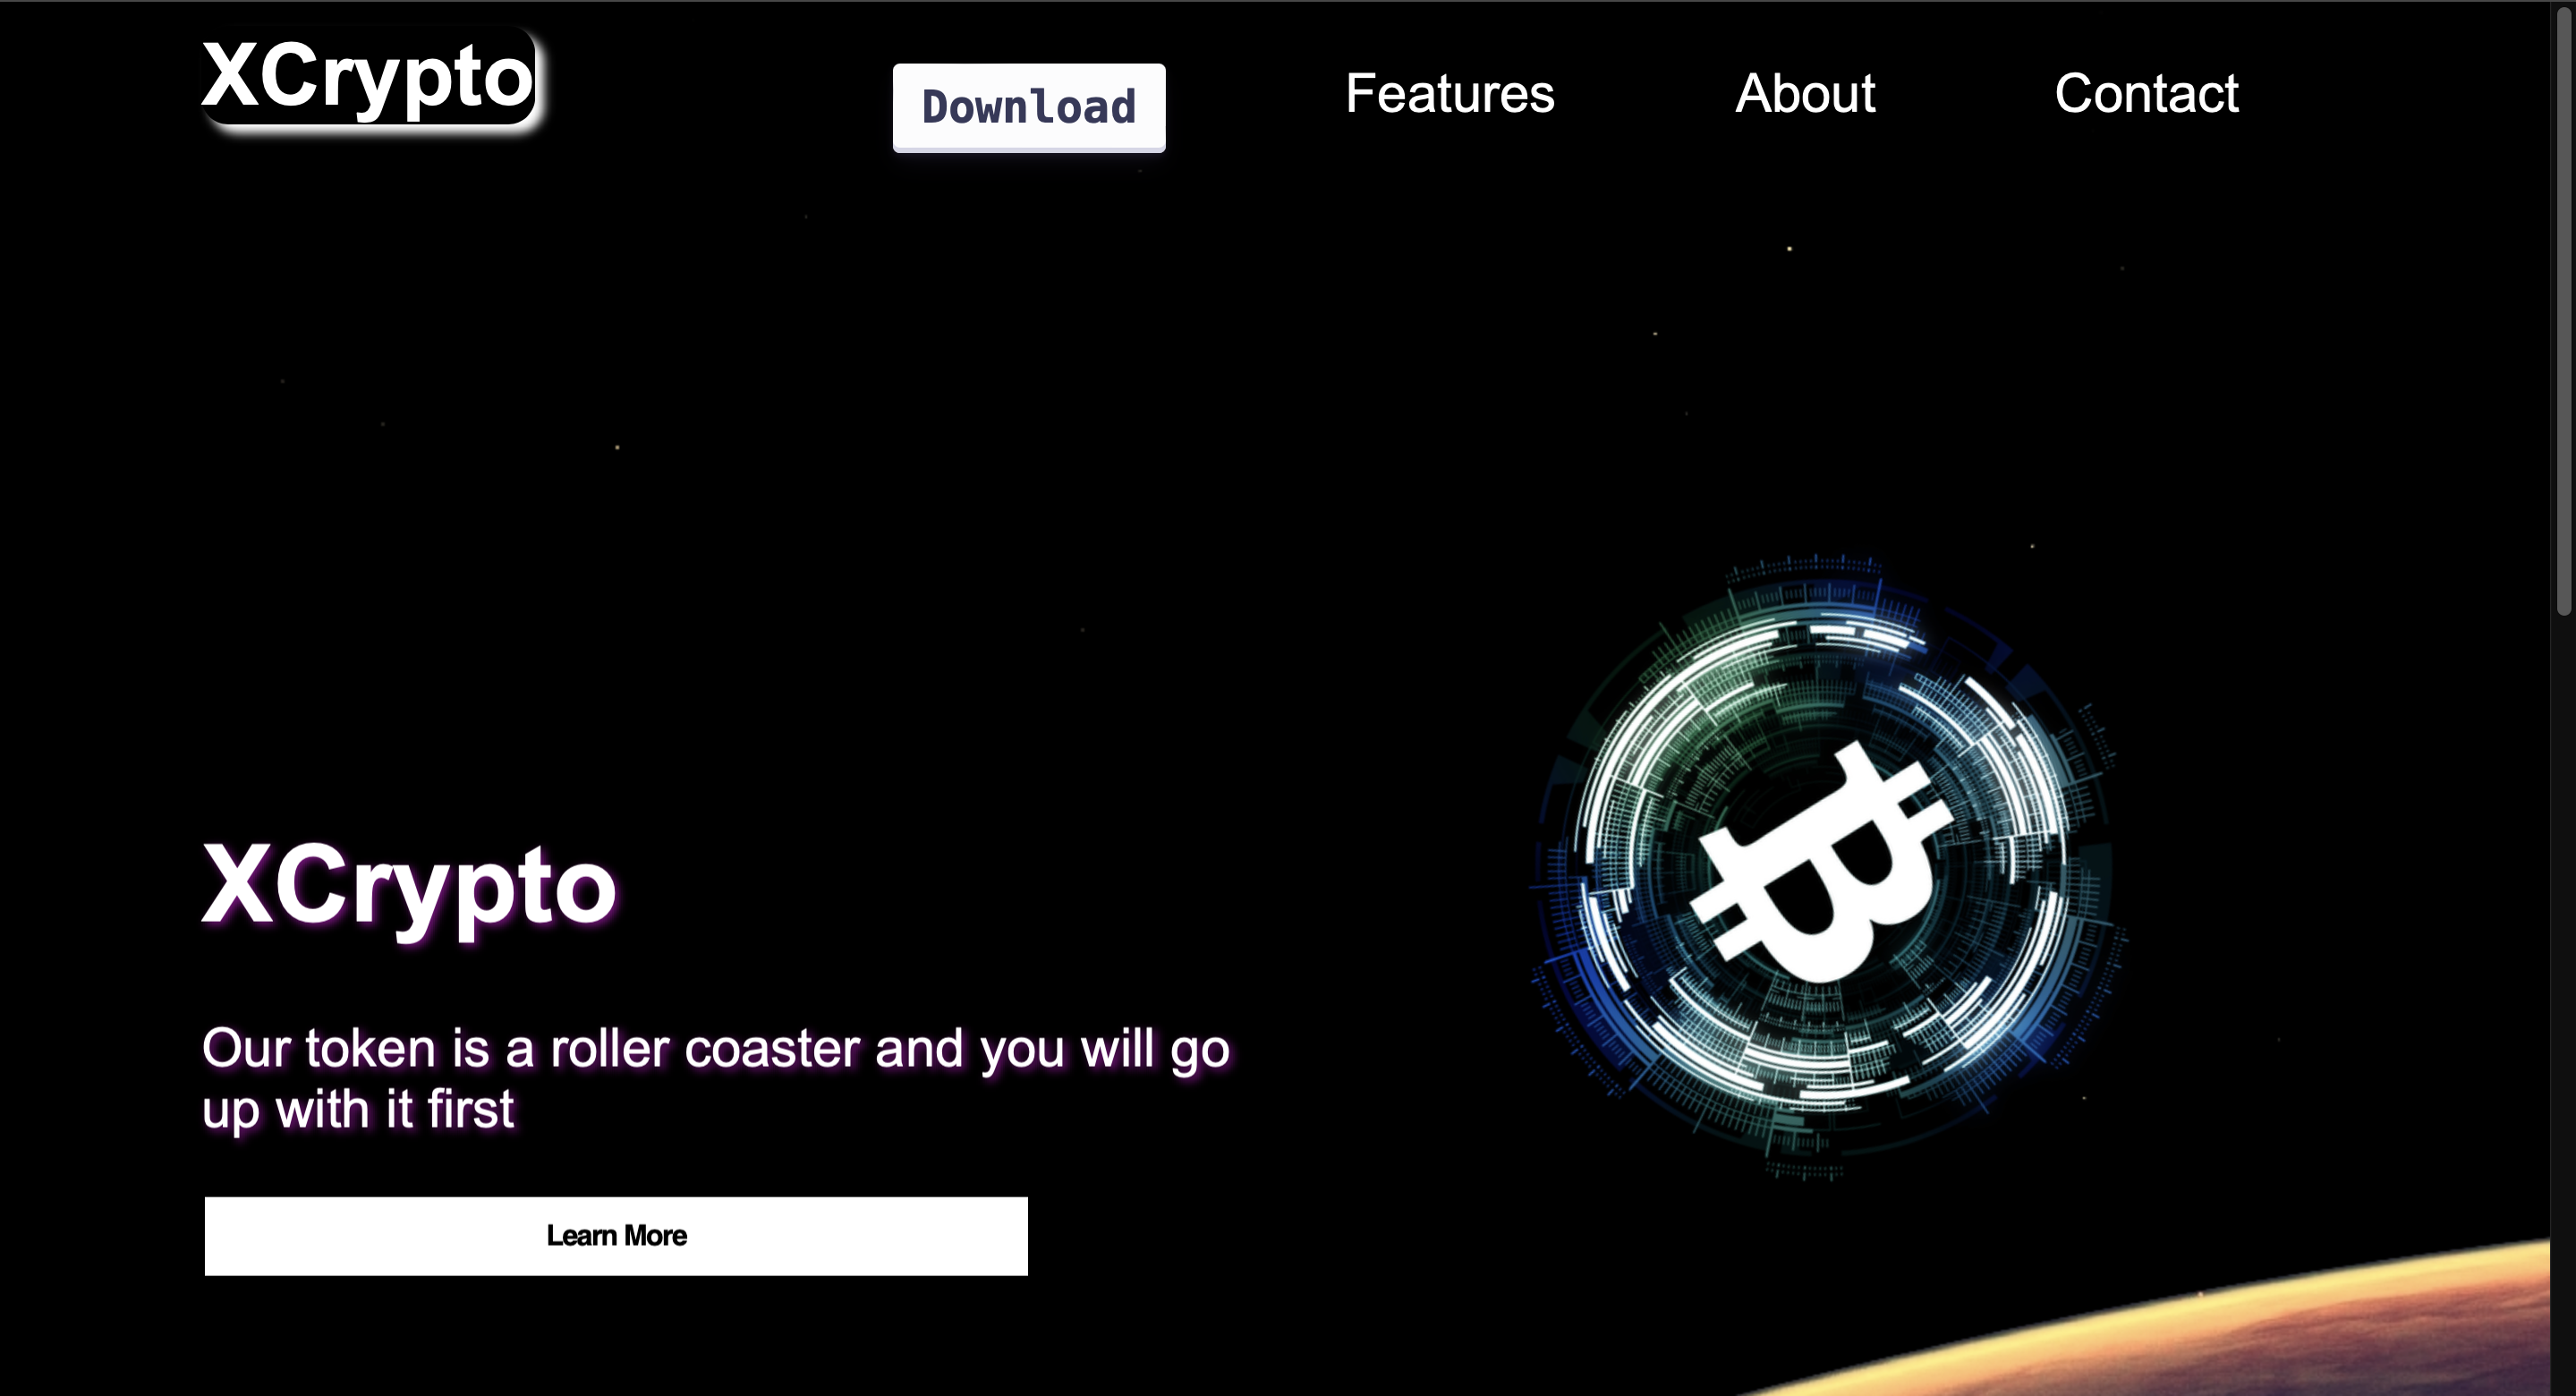 XCrypto
Download
Features
About
Contact
XCrypto
Our token is a roller coaster and you will go
up with it first
Learn More